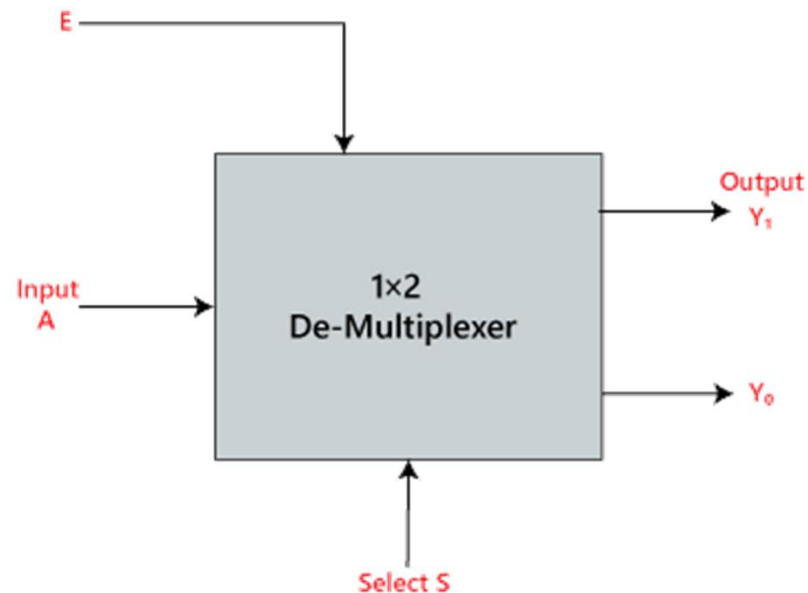 E
Output
Y₁
Input
A
1×2
De-Multiplexer
Y₀
Select S